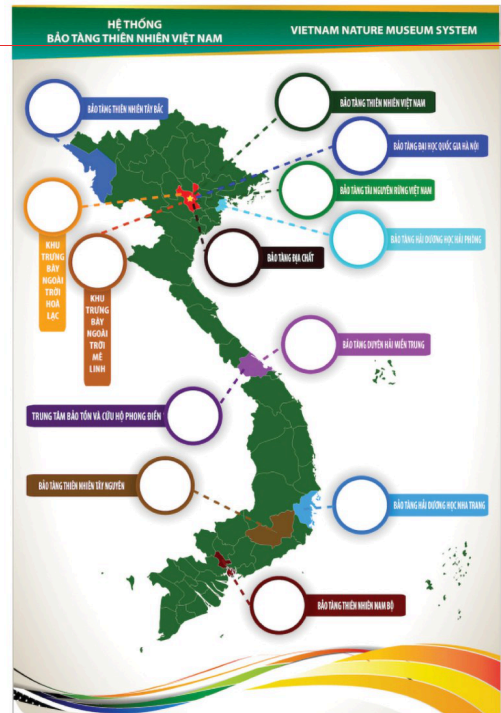 HỆ THỐNG
BẢO TÀNG THIÊN NHIÊN VIỆT NAM
VIETNAM NATURE MUSEUM SYSTEM
BẢO TÀNG THIÊN NHIÊN TÂY BẮC
BẢO TÀNG THIÊN NHIÊN VIỆT NAM
BẢO TÀNG ĐẠI HỌC QUỐC GIA HÀ NỘI
BẢO TÀNG TÀI NGUYÊN RỪNG VIỆT NAM
BẢO TÀNG HẢI DƯƠNG HỌC HẢI PHÒNG
BẢO TÀNG ĐỊA CHẤT
KHU
TRƯNG
BÀY
NGOÀI
TRỜI
HOÀ
LẠC
KHU
TRƯNG
BÀY
NGOÀI
TRỜI
MÊ
LINH
BẢO TÀNG DUYÊN HẢI MIỀN TRUNG
TRUNG TÂM BẢO TỒN VÀ CỨU HỘ PHONG ĐIỀN
BẢO TÀNG THIÊN NHIÊN TÂY NGUYÊN
BẢO TÀNG HẢI DƯƠNG HỌC NHA TRANG
BẢO TÀNG THIÊN NHIÊN NAM BỘ